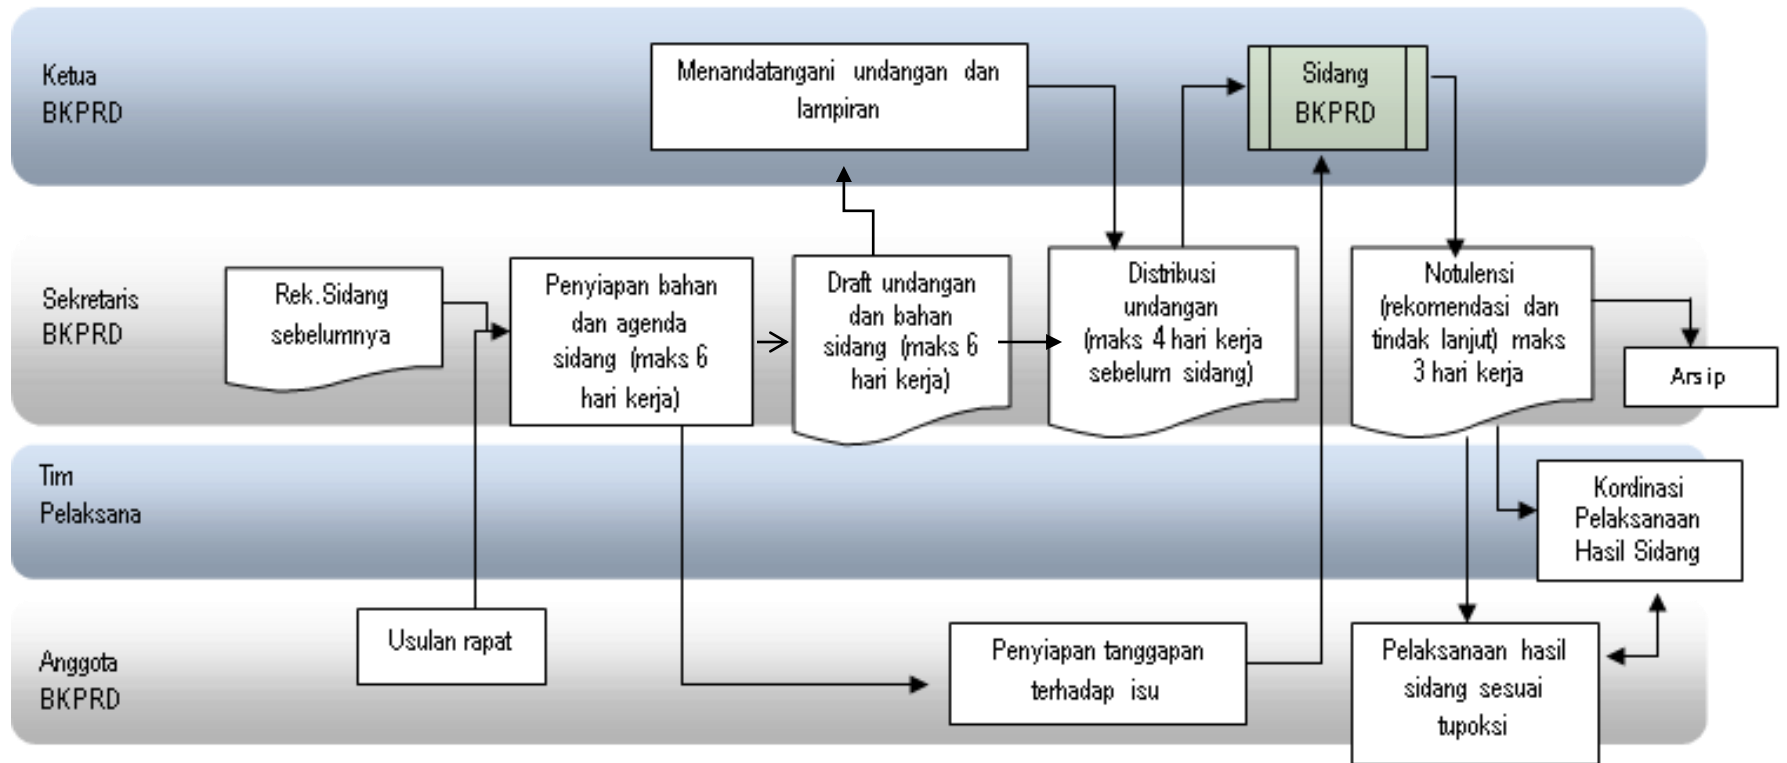 Ketua
BKPRD
Menandatangani undangan dan
lampiran
Sidang
BKPRD
Sekretaris
BKPRD
Rek.Sidang
sebelumnya
Penyiapan bahan
dan agenda
sidang (maks 6
hari kerja)
Draft undangan
dan bahan
sidang (maks 6
hari kerja)
Distribusi
undangan
(maks 4 hari kerja
sebelum sidang)
Notulensi
(rekomendasi dan
tindak lanjut) maks
3 hari kerja
Arsip
Tim
Pelaksana
Kordinasi
Pelaksanaan
Hasil Sidang
Anggota
BKPRD
Usulan rapat
Penyiapan tanggapan
terhadap isu
Pelaksanaan hasil
sidang sesuai
tupoksi